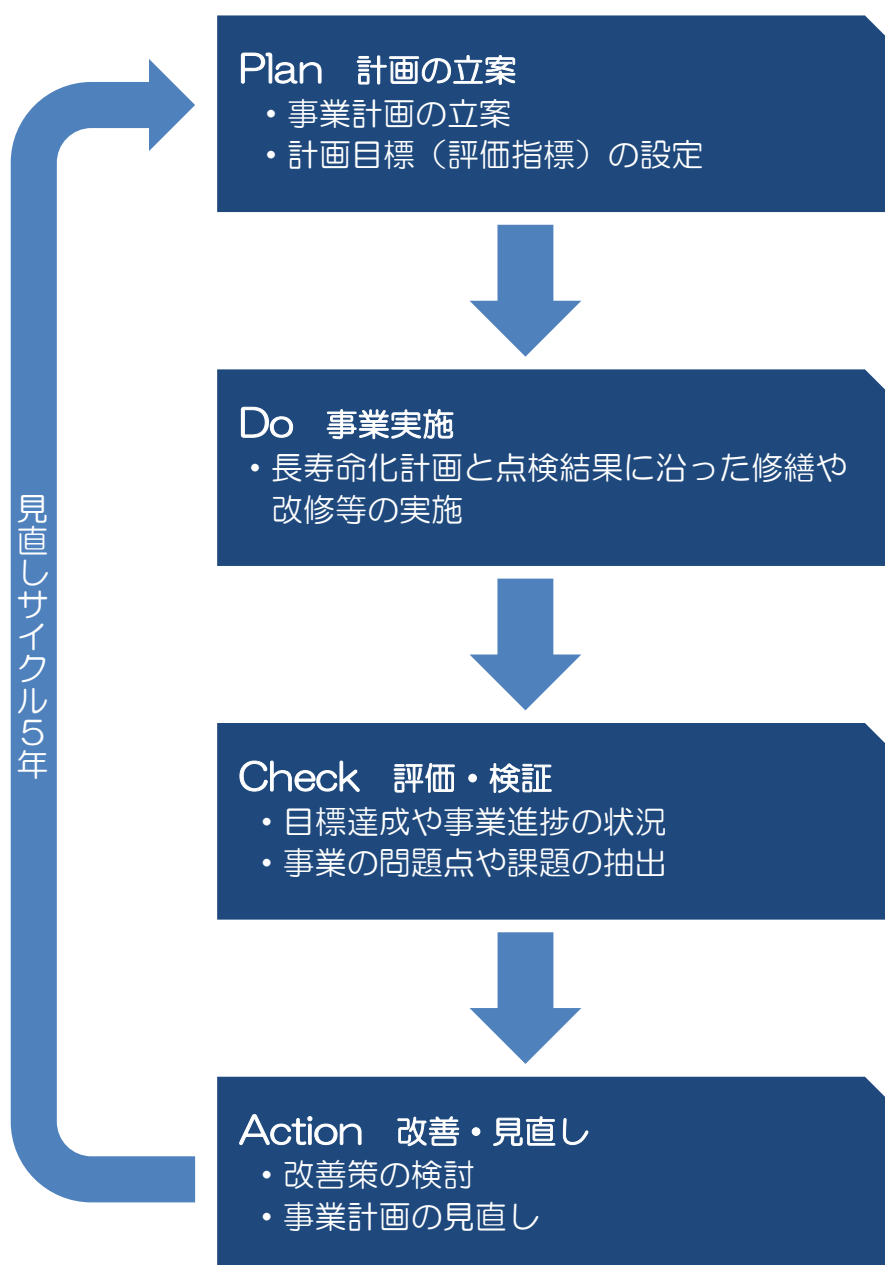 Plan 計画の立案
・事業計画の立案
・計画目標（評価指標）の設定
Do 事業実施
・長寿命化計画と点検結果に沿った修繕や
改修等の実施
見直しサイクル５年
Check 評価・検証
・目標達成や事業進捗の状況
・事業の問題点や課題の抽出
Action 改善・見直し
・改善策の検討
・事業計画の見直し